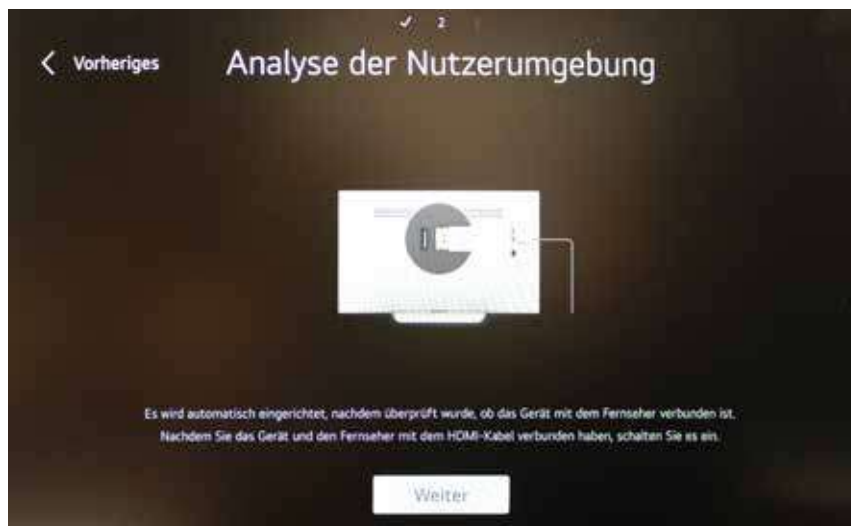 2
Vorheriges
Analyse der Nutzerumgebung
Es wird automatisch eingerichtet, nachdem überprüft wurde, ob das Gerät mit dem Fernseher verbunden ist.
Nachdem Sie das Gerät und den Fernseher mit dem HDMI-Kabel verbunden haben, schalten Sie es ein.
Weiter